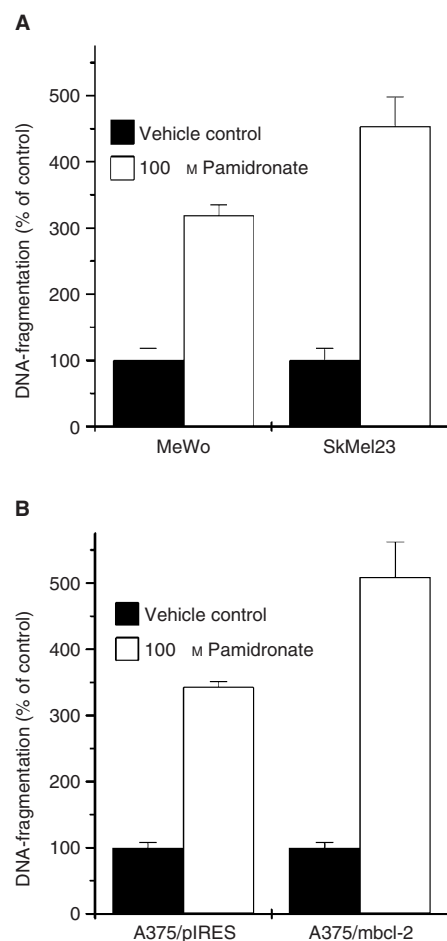 A
DNA-fragmentation (% of control)
500
400
300
200
100
0
Vehicle control
100 M Pamidronate
MeWo SkMel23
B
DNA-fragmentation (% of control)
500
400
300
200
100
0
Vehicle control
100 M Pamidronate
A375/pIRES A375/mbcl-2